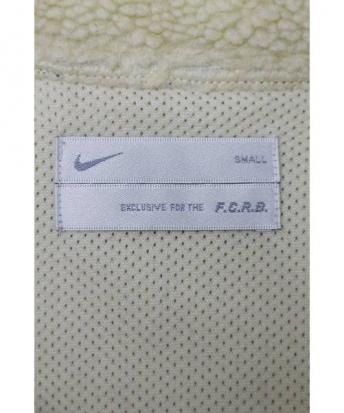 SMALL
EXCLUSIVE FOR THE F.C.R.B.